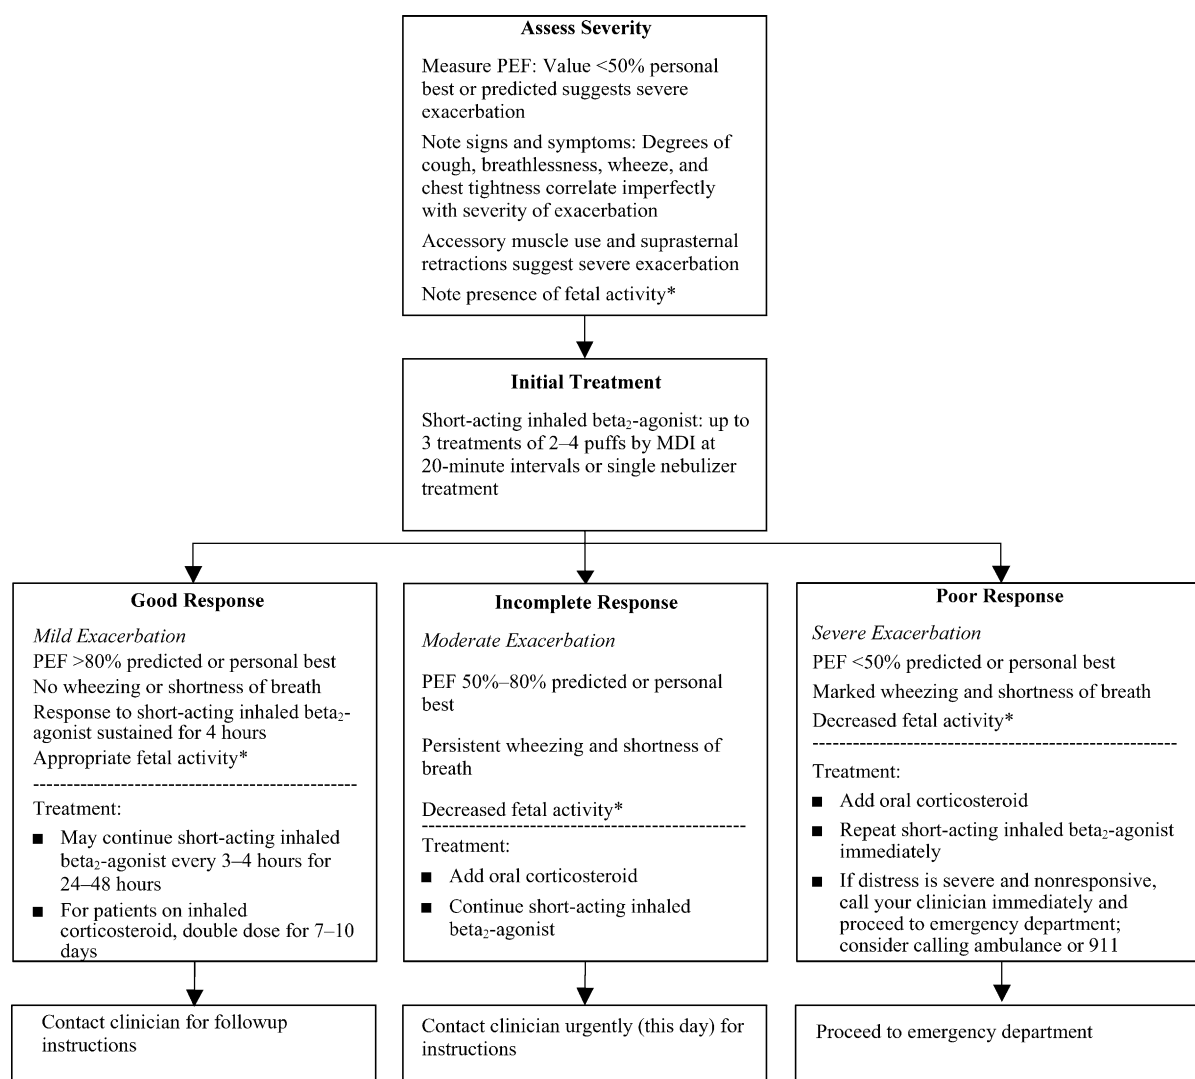 Assess Severity
Measure PEF: Value <50% personal
best or predicted suggests severe
exacerbation
Note signs and symptoms: Degrees of
cough, breathlessness, wheeze, and
chest tightness correlate imperfectly
with severity of exacerbation
Accessory muscle use and suprasternal
retractions suggest severe exacerbation
Note presence of fetal activity*
Initial Treatment
Short-acting inhaled beta₂-agonist: up to
3 treatments of 2–4 puffs by MDI at
20-minute intervals or single nebulizer
treatment
Good Response
Mild Exacerbation
PEF >80% predicted or personal best
No wheezing or shortness of breath
Response to short-acting inhaled beta₂-
agonist sustained for 4 hours
Appropriate fetal activity*
Treatment:
■ May continue short-acting inhaled
beta₂-agonist every 3–4 hours for
24–48 hours
■ For patients on inhaled
corticosteroid, double dose for 7–10
days
Contact clinician for followup
instructions
Incomplete Response
Moderate Exacerbation
PEF 50%–80% predicted or personal
best
Persistent wheezing and shortness of
breath
Decreased fetal activity*
Treatment:
■ Add oral corticosteroid
■ Continue short-acting inhaled
beta₂-agonist
Contact clinician urgently (this day) for
instructions
Poor Response
Severe Exacerbation
PEF <50% predicted or personal best
Marked wheezing and shortness of breath
Decreased fetal activity*
Treatment:
■ Add oral corticosteroid
■ Repeat short-acting inhaled beta₂-agonist
immediately
■ If distress is severe and nonresponsive,
call your clinician immediately and
proceed to emergency department;
consider calling ambulance or 911
Proceed to emergency department